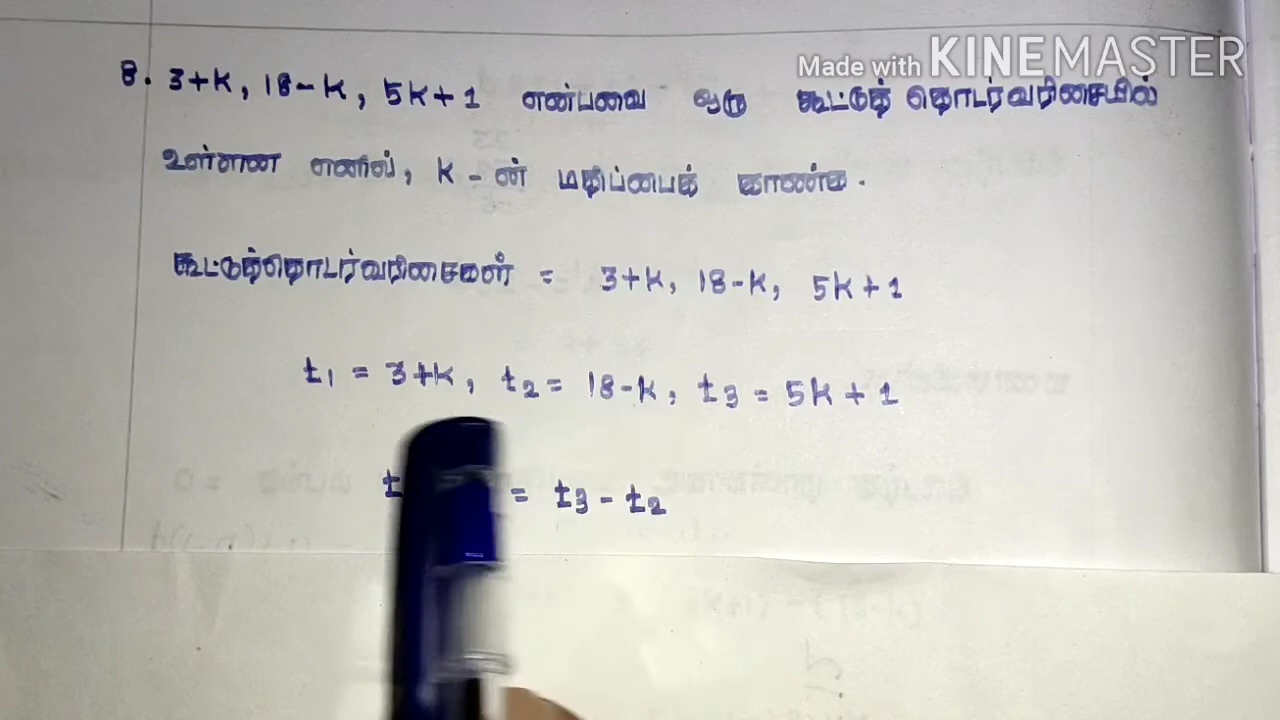 Made with KINEMASTER
8. 3+K, 18-K, 5K+1 என்பவை ஒரு கூட்டுத் தொடர்வரிசையில்
உள்ளன எனில், K-ன் மதிப்பைக் காண்க.
கூட்டுத்தொடர்வரிசைகள் = 3+K, 18-K, 5K+1
t₁ = 3+K, t₂ = 18-K, t₃ = 5K+1
t = t₃ - t₂